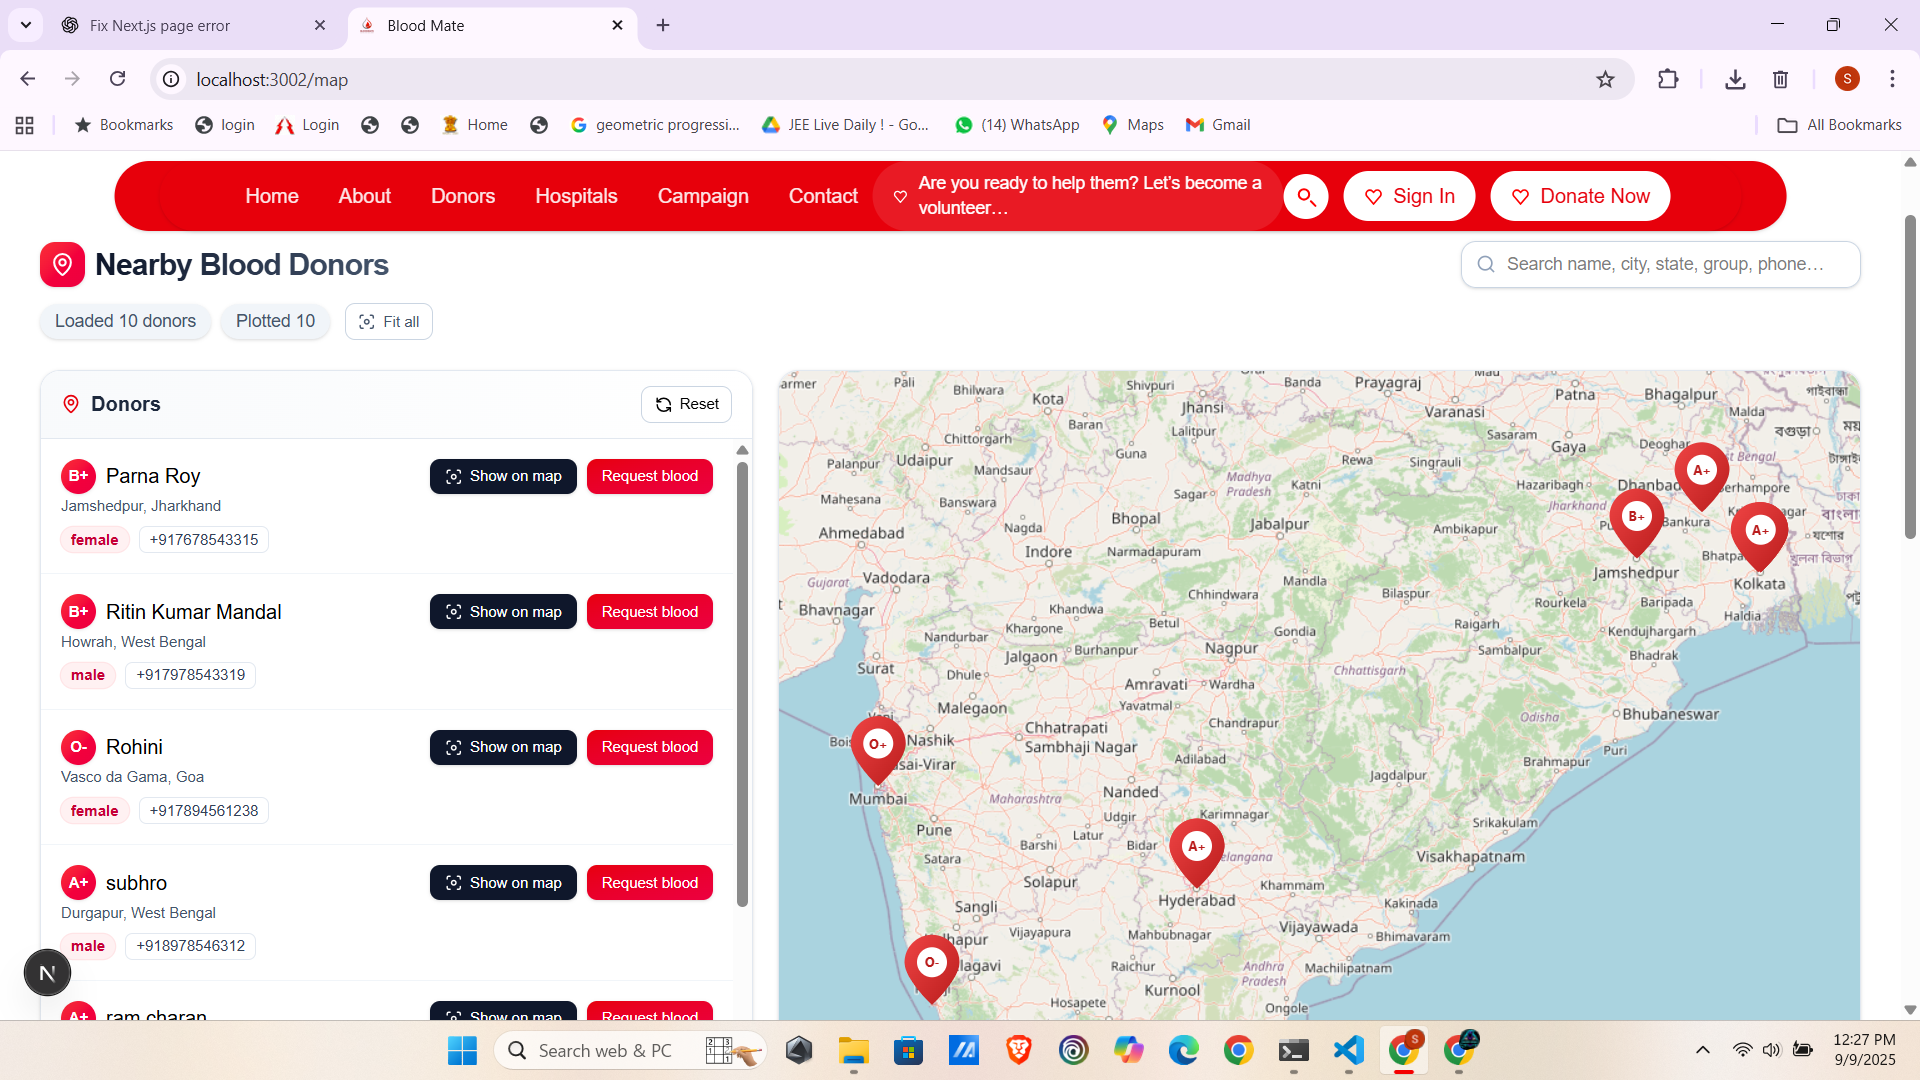 Fix Next.js page error
Blood Mate
localhost:3002/map
S
Bookmarks
login
Login
Home
geometric progressi...
JEE Live Daily ! - Go...
(14) WhatsApp
Maps
Gmail
All Bookmarks
Home
About
Donors
Hospitals
Campaign
Contact
Are you ready to help them? Let's become a
volunteer…
Sign In
Donate Now
Nearby Blood Donors
Search name, city, state, group, phone…
Loaded 10 donors
Plotted 10
Fit all
Donors
Reset
B+ Parna Roy
Show on map
Request blood
Jamshedpur, Jharkhand
female
+917678543315
B+ Ritin Kumar Mandal
Show on map
Request blood
Howrah, West Bengal
male
+917978543319
O- Rohini
Show on map
Request blood
Vasco da Gama, Goa
female
+917894561238
A+ subhro
Show on map
Request blood
Durgapur, West Bengal
male
+918978546312
N
A+ ram charan
Show on map
Request blood
Pali
Bhilwara
Shivpuri
Banda
Prayagraj
Mau
Patna
Bhagalpur
Kota
Jhansi
Varanasi
Malda
গাইবান্ধা
Baran
Lalitpur
Sasaram
Gaya
Deoghar
বগুড়া
Chittorgarh
Guna
Palanpur
Udaipur
Mandsaur
Rewa
Singrauli
Mahesana
Banswara
Sagar
Madhya
Pradesh
Katni
Hazaribagh
Dhanbad
A+
Berhampore
Nagda
Bhopal
Jabalpur
Ambikapur
Jharkhand
B+
Bankura
A+
Ahmedabad
Indore
Narmadapuram
যশোর
খুলনা বিভাগ
Gujarat
Vadodara
Mandla
Jamshedpur
Kolkata
Bhavnagar
Khandwa
Chhindwara
Bilaspur
Rourkela
Baripada
Haldia
Khargone
Betul
Gondia
Raigarh
Kendujhargarh
Nandurbar
Burhanpur
Nagpur
Sambalpur
Bhadrak
Surat
Jalgaon
Chhattisgarh
Dhule
Amravati
Wardha
Malegaon
Yavatmal
Chandrapur
Odisha
Bhubaneswar
Chhatrapati
Sambhaji Nagar
O+
Nashik
Puri
Adilabad
Brahmapur
Jagdalpur
Mumbai
Maharashtra
Nanded
Udgir
Karimnagar
Srikakulam
Pune
Latur
A+
Satara
Barshi
Bidar
Visakhapatnam
Solapur
Khammam
Hyderabad
Kakinada
Sangli
Vijayawada
Vijayapura
Mahbubnagar
Bhimavaram
O-
Raichur
Andhra
Pradesh
Machilipatnam
Kurnool
Hosapete
Ongole
Search web & PC
12:27 PM
9/9/2025